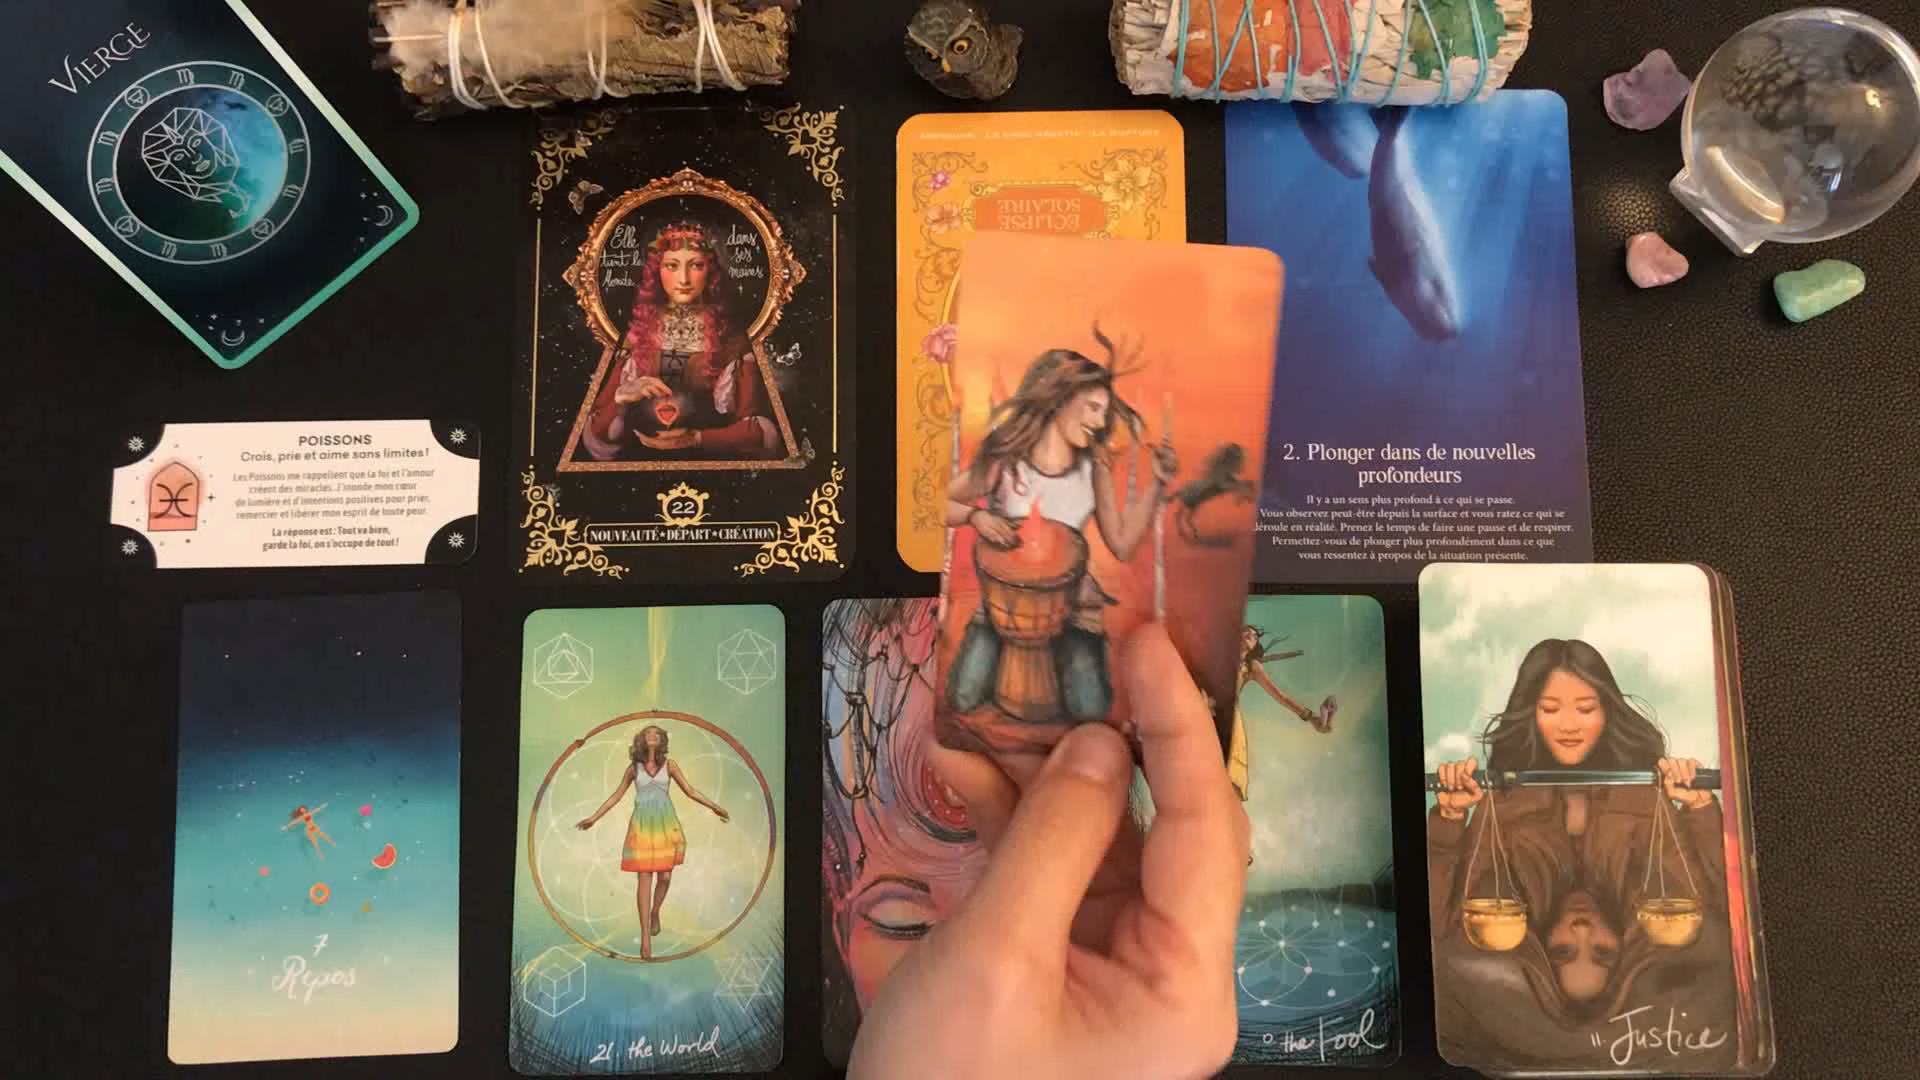 VIERGE
Elle
tient le
Monde
dans
ses
mains
22
NOUVEAUTÉ★DÉPART★CRÉATION
LA RUPTURE
ÉCLIPSE
SOLAIRE
2. Plonger dans de nouvelles
profondeurs
Il y a un sens plus profond à ce qui se passe.
Vous observez peut-être depuis la surface et vous ratez ce qui se
déroule en réalité. Prenez le temps de faire une pause et de respirer.
Permettez-vous de plonger plus profondément dans ce que
vous ressentez à propos de la situation présente.
POISSONS
Crois, prie et aime sans limites !
Les Poissons me rappellent que la foi et l'amour
créent des miracles. J'inonde mon cœur
de lumière et d'intentions positives pour prier,
remercier et libérer mon esprit de toute peur.
La réponse est : Tout va bien,
garde la foi, on s'occupe de tout !
7
Repos
21. the World
0 the Fool
11. Justice